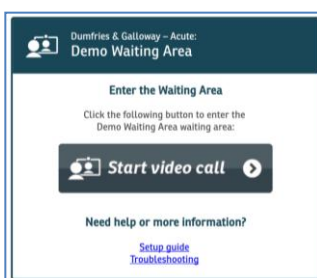 Dumfries & Galloway – Acute:
Demo Waiting Area
Enter the Waiting Area
Click the following button to enter the
Demo Waiting Area waiting area:
Start video call
Need help or more information?
Setup guide
Troubleshooting